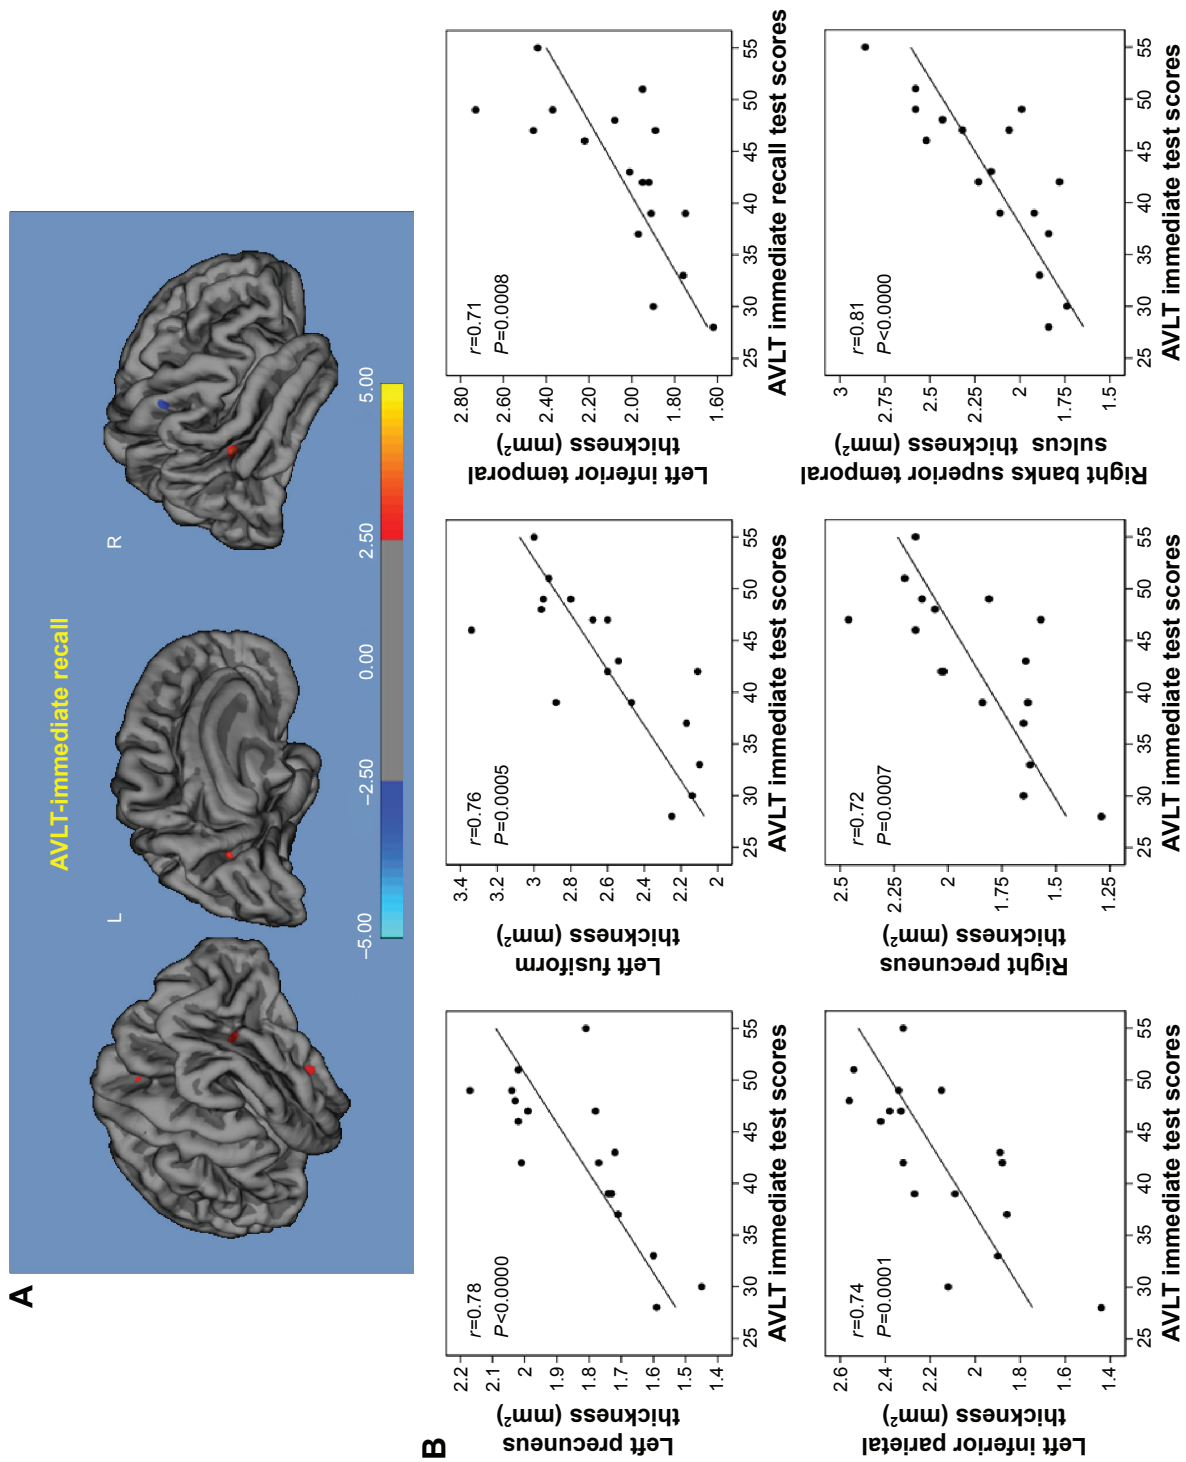 A
AVLT-immediate recall
L
R
–5.00
–2.50
0.00
2.50
5.00
B
Left precuneus
thickness (mm²)
2.2
2.1
2
1.9
1.8
1.7
1.6
1.5
1.4
r=0.78
P<0.0000
25
30
35
40
45
50
55
AVLT immediate test scores
Left fusiform
thickness (mm²)
3.4
3.2
3
2.8
2.6
2.4
2.2
2
r=0.76
P=0.0005
25
30
35
40
45
50
55
AVLT immediate test scores
Left inferior temporal
thickness (mm²)
2.80
2.60
2.40
2.20
2.00
1.80
1.60
r=0.71
P=0.0008
25
30
35
40
45
50
55
AVLT immediate recall test scores
Left inferior parietal
thickness (mm²)
2.6
2.4
2.2
2
1.8
1.6
1.4
r=0.74
P=0.0001
25
30
35
40
45
50
55
AVLT immediate test scores
Right precuneus
thickness (mm²)
2.5
2.25
2
1.75
1.5
1.25
r=0.72
P=0.0007
25
30
35
40
45
50
55
AVLT immediate test scores
Right banks superior temporal
sulcus thickness (mm²)
3
2.75
2.5
2.25
2
1.75
1.5
r=0.81
P<0.0000
25
30
35
40
45
50
55
AVLT immediate test scores